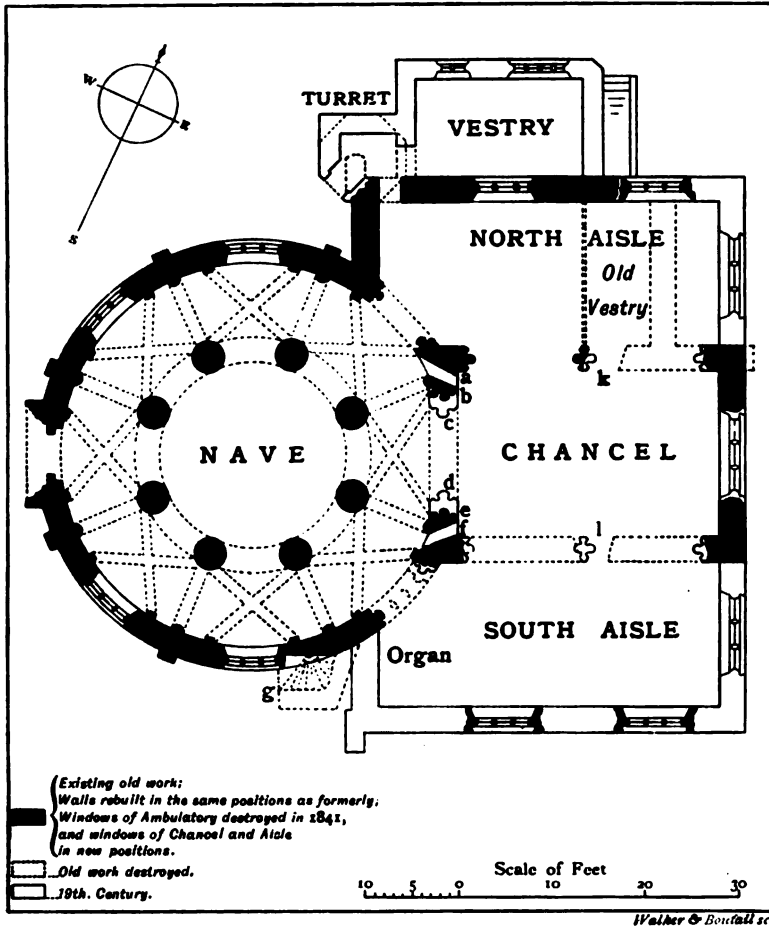 W
E
S
TURRET
VESTRY
NORTH AISLE
Old
Vestry
a
k
b
c
NAVE
CHANCEL
d
e
l
f
SOUTH AISLE
Organ
g
Existing old work;
Walls rebuilt in the same positions as formerly;
Windows of Ambulatory destroyed in 1841,
and windows of Chancel and Aisle
in new positions.
Old work destroyed.
19th. Century.
Scale of Feet
10 5 0 10 20 30
Walker & Boutall sc